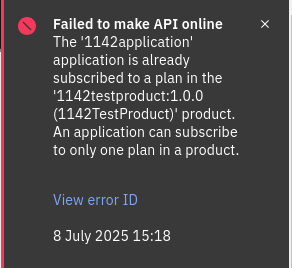 Failed to make API online
The '1142application'
application is already
subscribed to a plan in the
'1142testproduct:1.0.0
(1142TestProduct)' product.
An application can subscribe
to only one plan in a product.
View error ID
8 July 2025 15:18